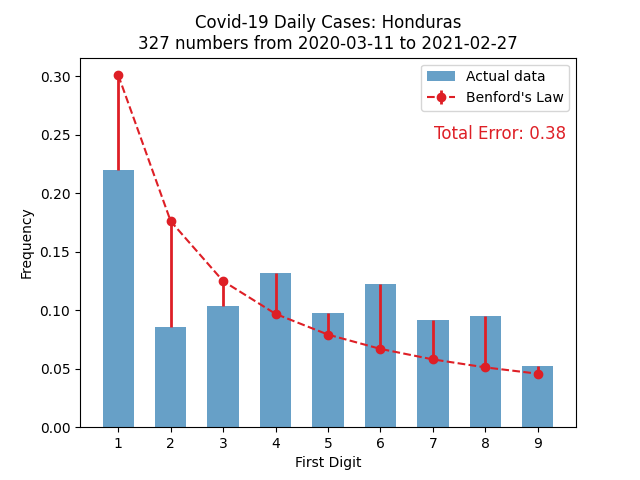 Covid-19 Daily Cases: Honduras
327 numbers from 2020-03-11 to 2021-02-27
Actual data
Benford's Law
Total Error: 0.38
Frequency
0.30
0.25
0.20
0.15
0.10
0.05
0.00
1 2 3 4 5 6 7 8 9
First Digit